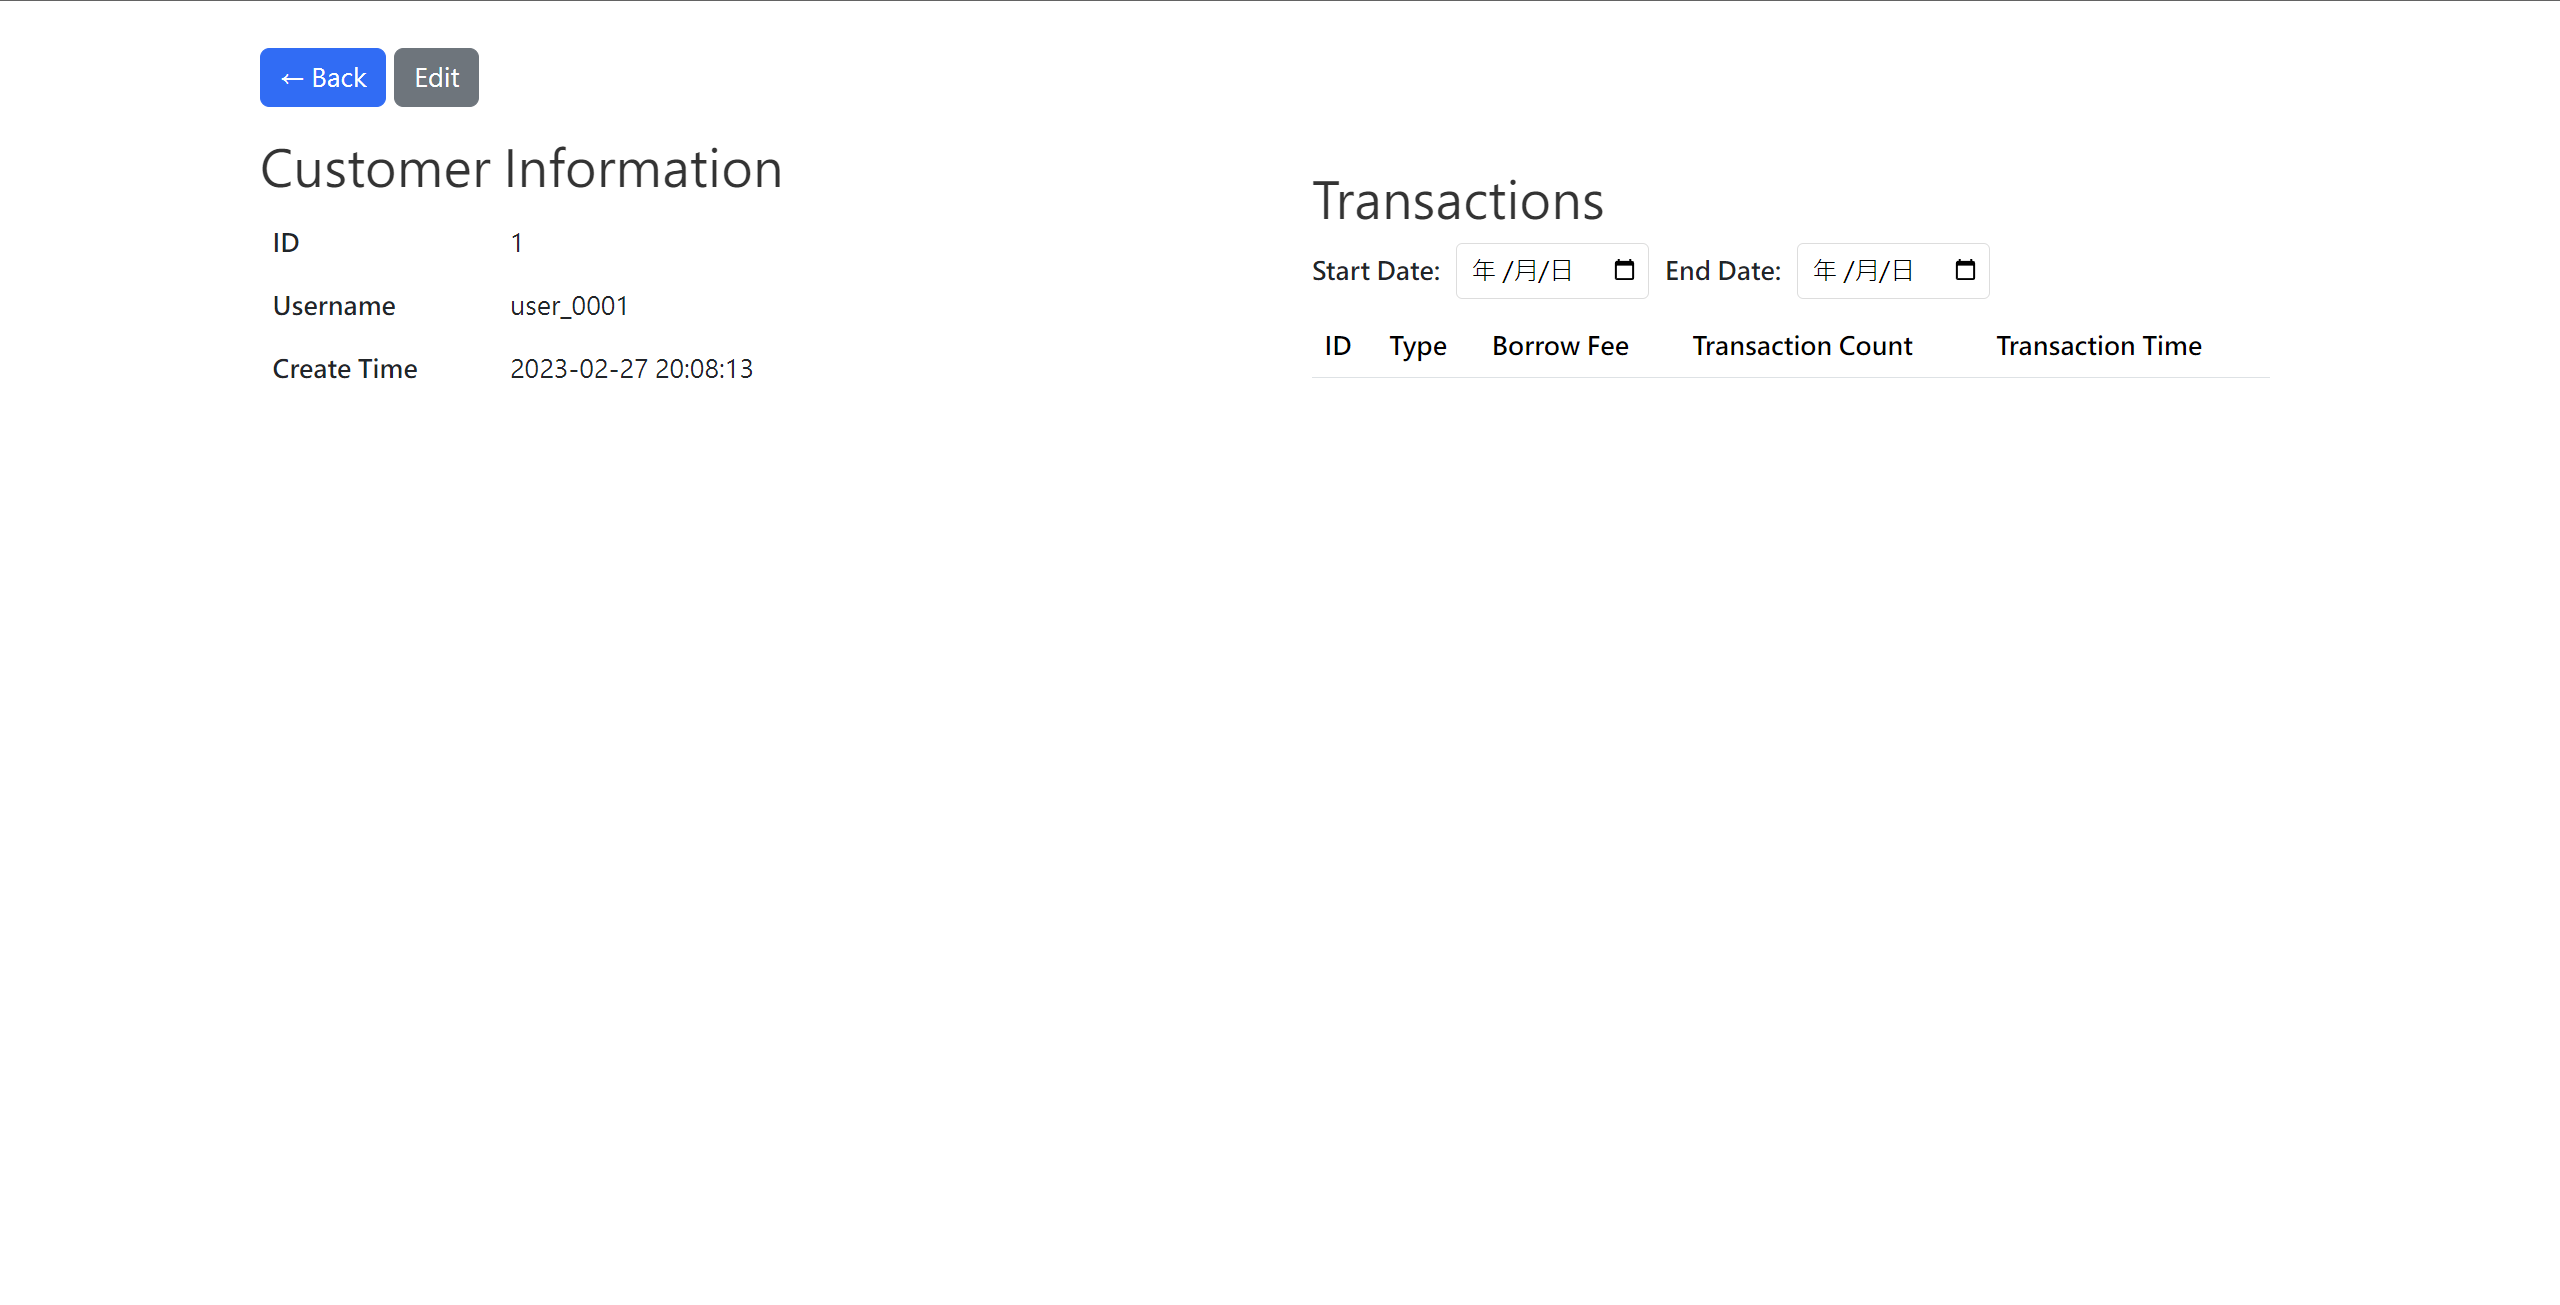 ← Back Edit
Customer Information
ID 1
Username user_0001
Create Time 2023-02-27 20:08:13
Transactions
Start Date: 年 /月/日 End Date: 年 /月/日
ID Type Borrow Fee Transaction Count Transaction Time